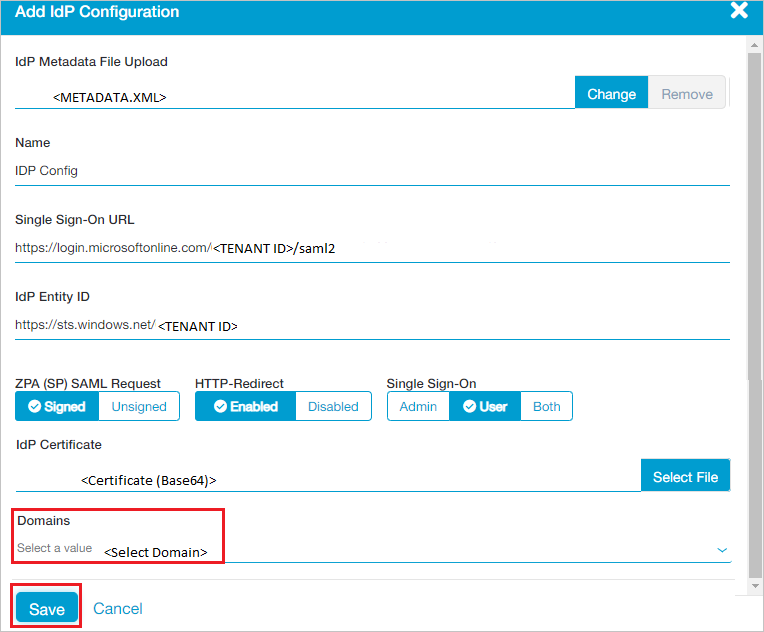 Add IdP Configuration
IdP Metadata File Upload
<METADATA.XML>
Change
Remove
Name
IDP Config
Single Sign-On URL
https://login.microsoftonline.com/<TENANT ID>/saml2
IdP Entity ID
https://sts.windows.net/ <TENANT ID>
ZPA (SP) SAML Request
HTTP-Redirect
Single Sign-On
Signed
Unsigned
Enabled
Disabled
Admin
User
Both
IdP Certificate
<Certificate (Base64)>
Select File
Domains
Select a value <Select Domain>
Save
Cancel